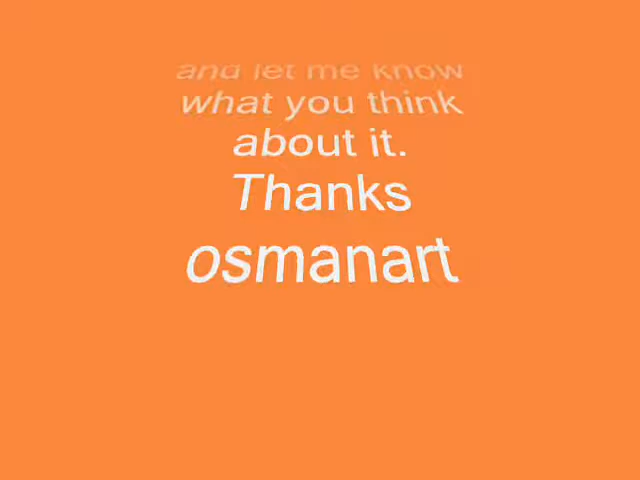 and let me know
what you think
about it.
Thanks
osmanart